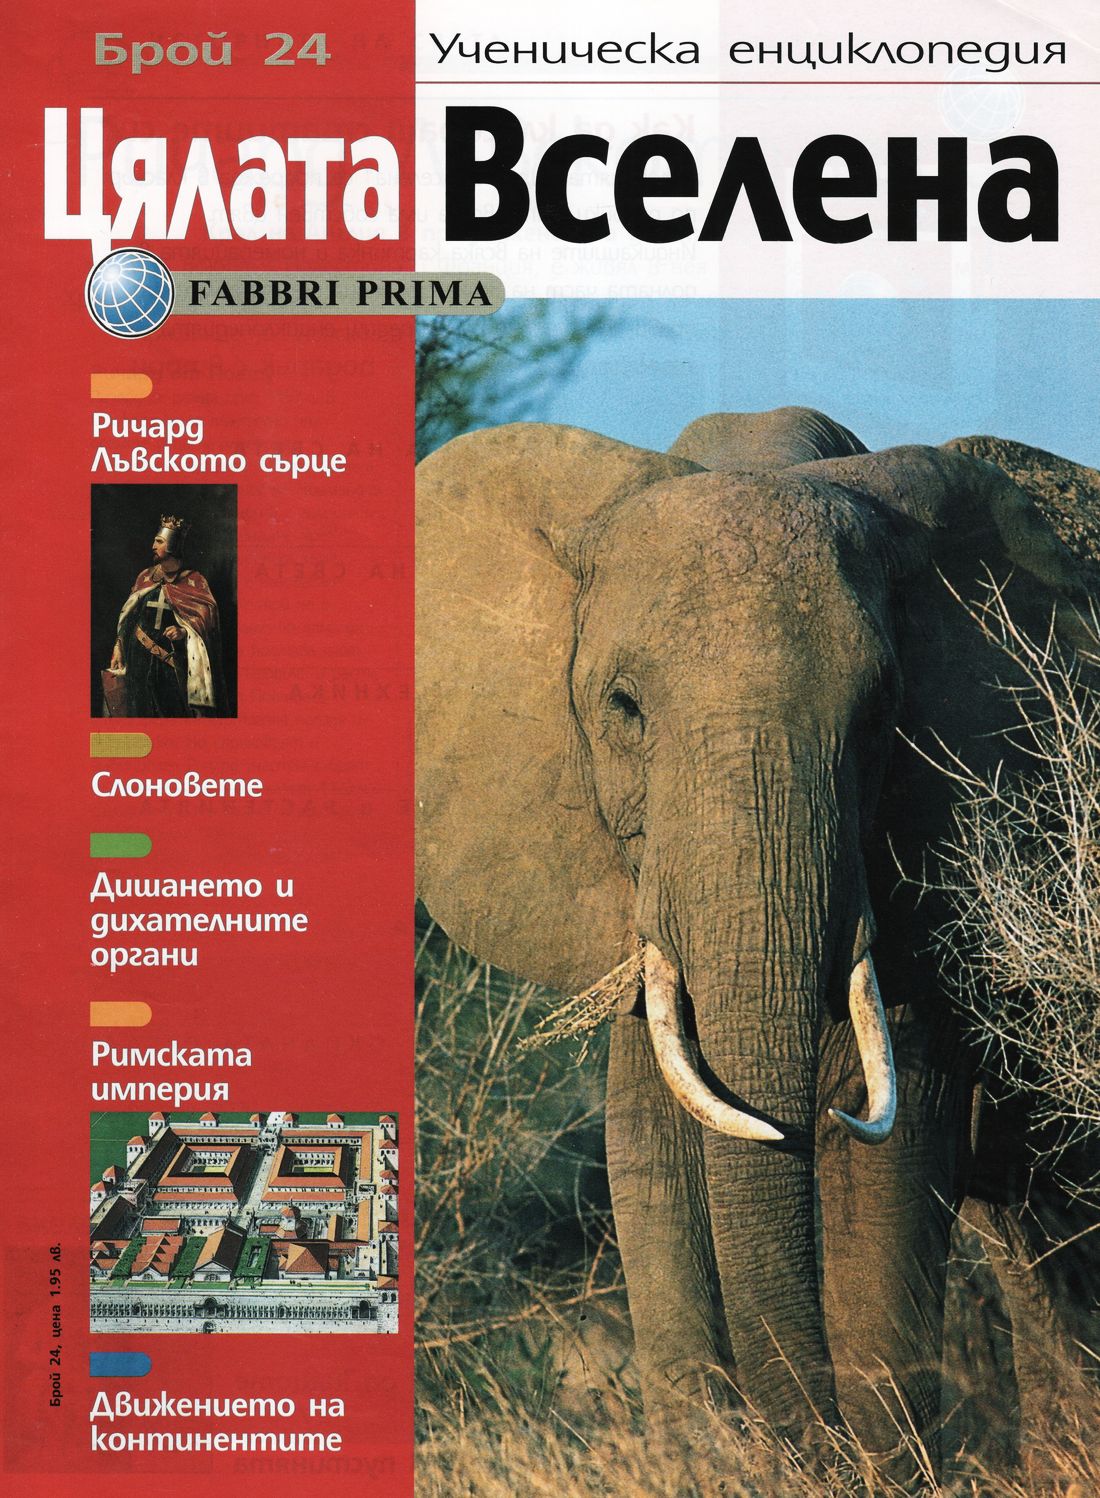 Брой 24
Ученическа енциклопедия
Цялата Вселена
FABBRI PRIMA
Ричард
Лъвското сърце
Слоновете
Дишането и
дихателните
органи
Римската
империя
Движението на
континентите
Брой 24, цена 1.95 лв.